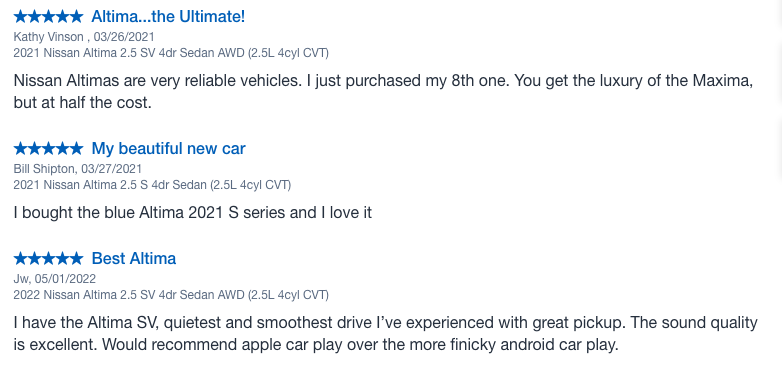 ★★★★★ Altima...the Ultimate!
Kathy Vinson , 03/26/2021
2021 Nissan Altima 2.5 SV 4dr Sedan AWD (2.5L 4cyl CVT)
Nissan Altimas are very reliable vehicles. I just purchased my 8th one. You get the luxury of the Maxima,
but at half the cost.
★★★★★ My beautiful new car
Bill Shipton, 03/27/2021
2021 Nissan Altima 2.5 S 4dr Sedan (2.5L 4cyl CVT)
I bought the blue Altima 2021 S series and I love it
★★★★★ Best Altima
Jw, 05/01/2022
2022 Nissan Altima 2.5 SV 4dr Sedan AWD (2.5L 4cyl CVT)
I have the Altima SV, quietest and smoothest drive I’ve experienced with great pickup. The sound quality
is excellent. Would recommend apple car play over the more finicky android car play.